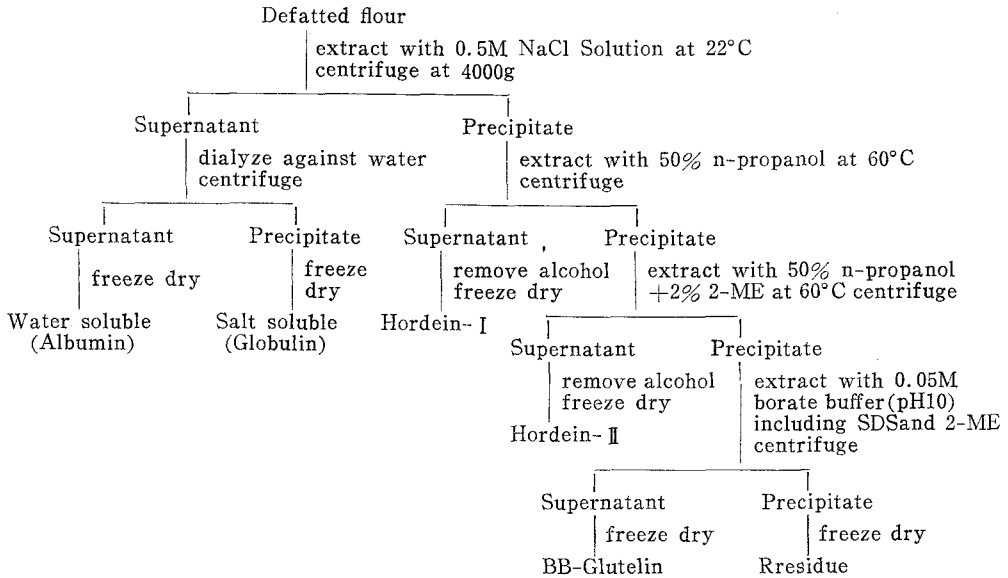 Defatted flour
extract with 0.5M NaCl Solution at 22°C
centrifuge at 4000g
Supernatant
Precipitate
dialyze against water
centrifuge
extract with 50% n-propanol at 60°C
centrifuge
Supernatant
Precipitate
Supernatant
Precipitate
freeze dry
freeze
dry
remove alcohol
freeze dry
extract with 50% n-propanol
+2% 2-ME at 60°C centrifuge
Water soluble
(Albumin)
Salt soluble
(Globulin)
Hordein-Ⅰ
Supernatant
Precipitate
remove alcohol
freeze dry
extract with 0.05M
borate buffer(pH10)
including SDSand 2-ME
centrifuge
Hordein-Ⅱ
Supernatant
Precipitate
freeze dry
freeze dry
BB-Glutelin
Rresidue